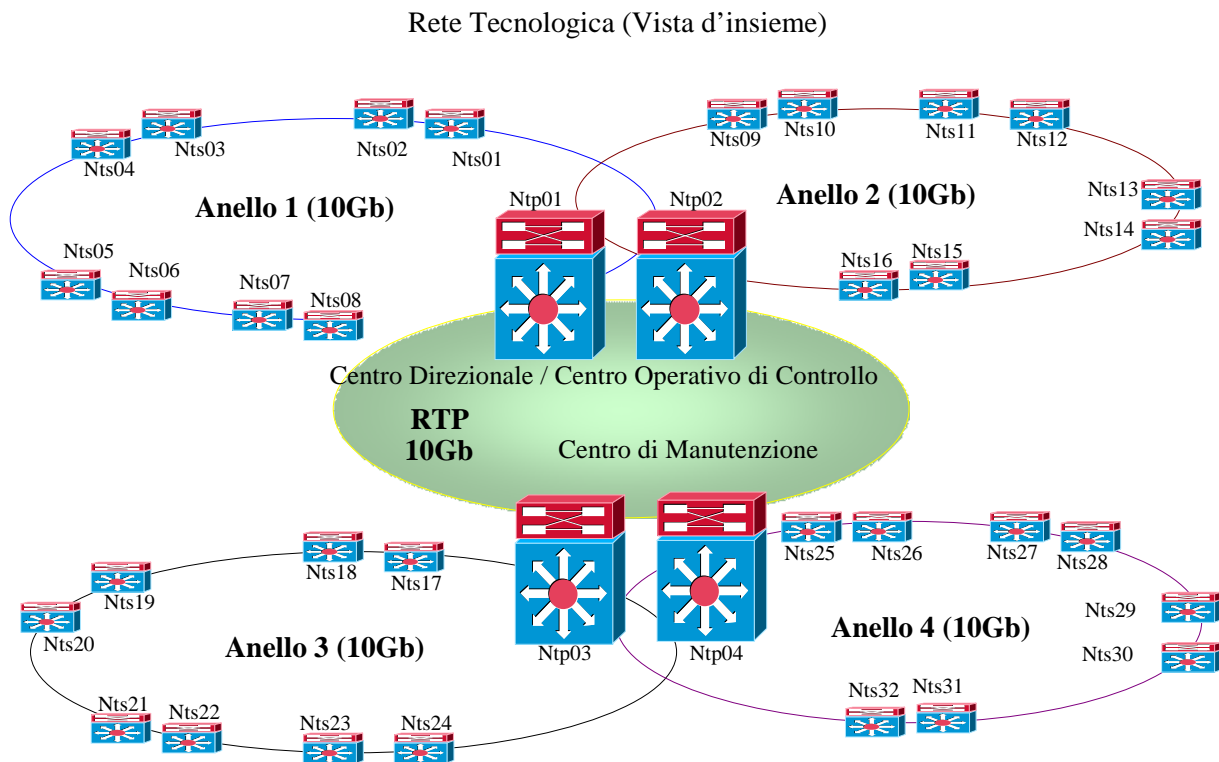 Rete Tecnologica (Vista d'insieme)
Nts04
Nts03
Nts02
Nts01
Anello 1 (10Gb)
Nts05
Nts06
Nts07
Nts08
Nts09
Nts10
Nts11
Nts12
Nts13
Nts14
Anello 2 (10Gb)
Nts16
Nts15
Ntp01
Ntp02
Centro Direzionale / Centro Operativo di Controllo
RTP
10Gb
Centro di Manutenzione
Ntp03
Ntp04
Nts18
Nts17
Nts19
Nts20
Anello 3 (10Gb)
Nts21
Nts22
Nts23
Nts24
Nts25
Nts26
Nts27
Nts28
Nts29
Nts30
Anello 4 (10Gb)
Nts32
Nts31